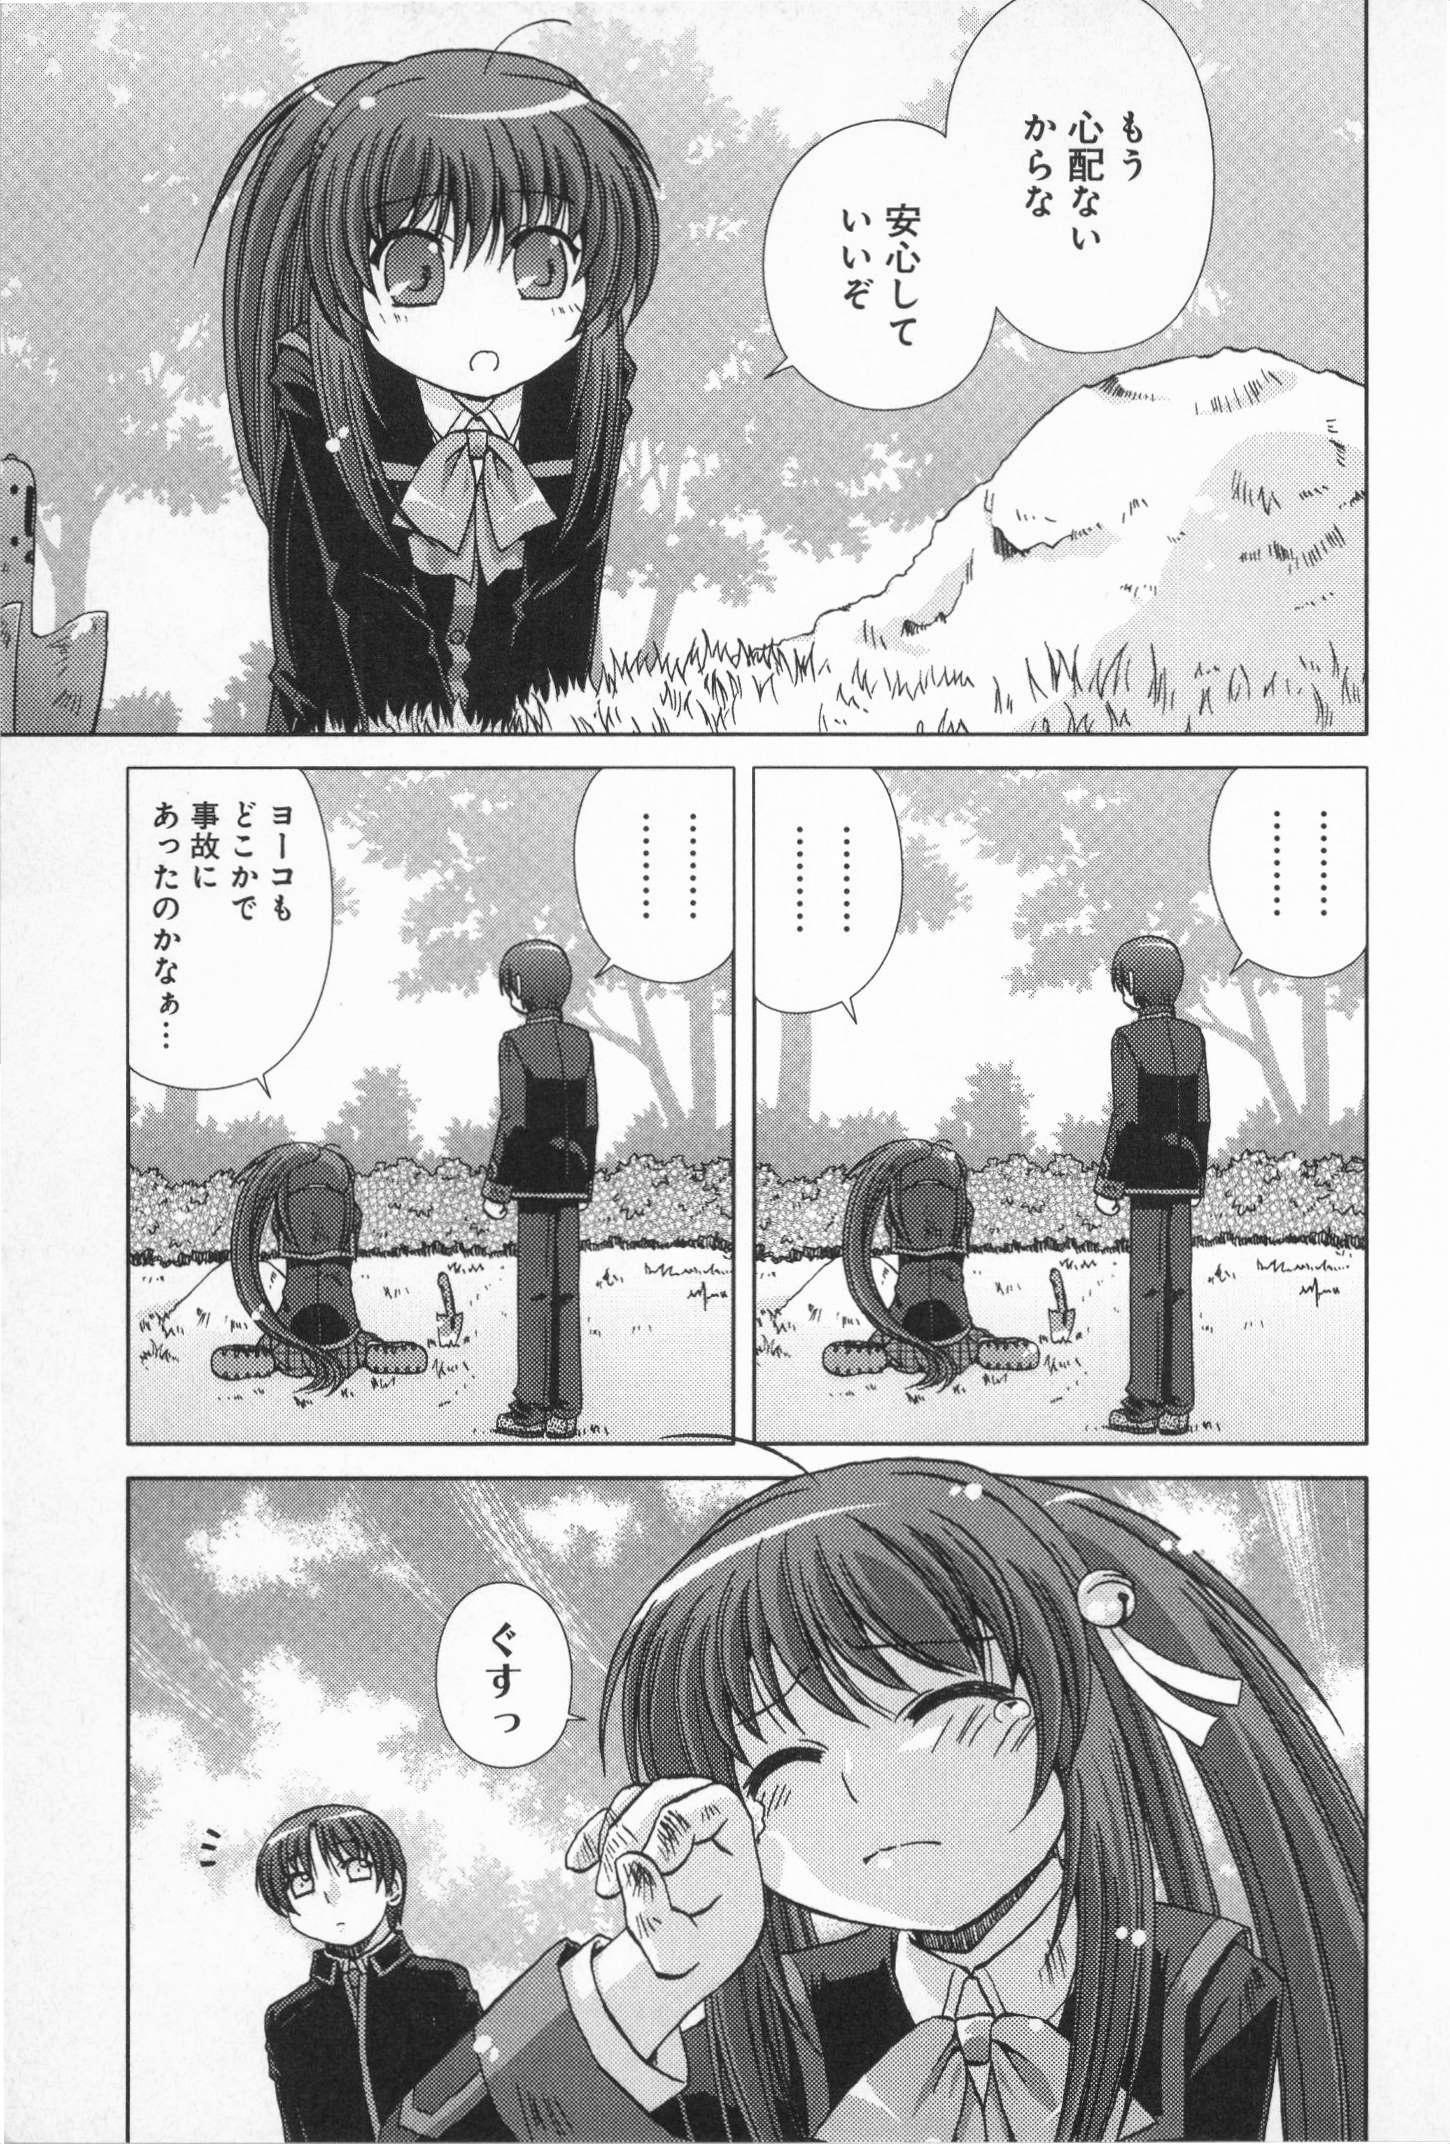 もう
心配ない
からな
安心して
いいぞ
………
………
………
………
………
………
ヨーコも
どこかで
事故に
あったのかなぁ…
ぐすっ